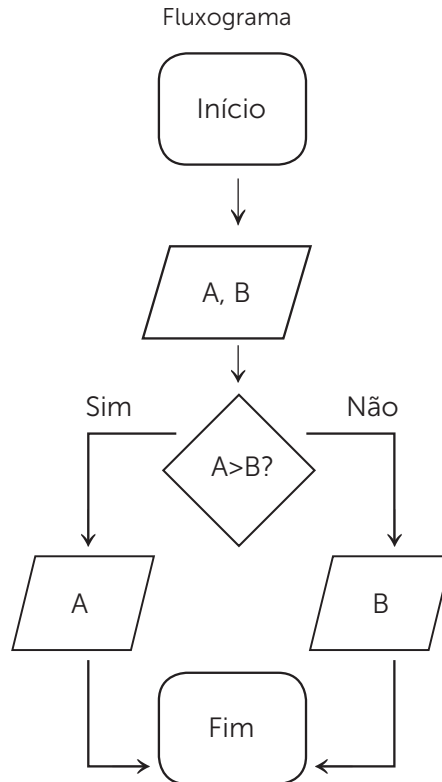 Fluxograma
Início
A, B
Sim
Não
A>B?
A
B
Fim